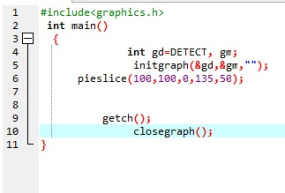 1 #include<graphics.h>
2 int main()
3 {
4 int gd=DETECT, gm;
5 initgraph(&gd,&gm,"");
6 pieslice(100,100,0,135,50);
7
8
9 getch();
10 closegraph();
11 }